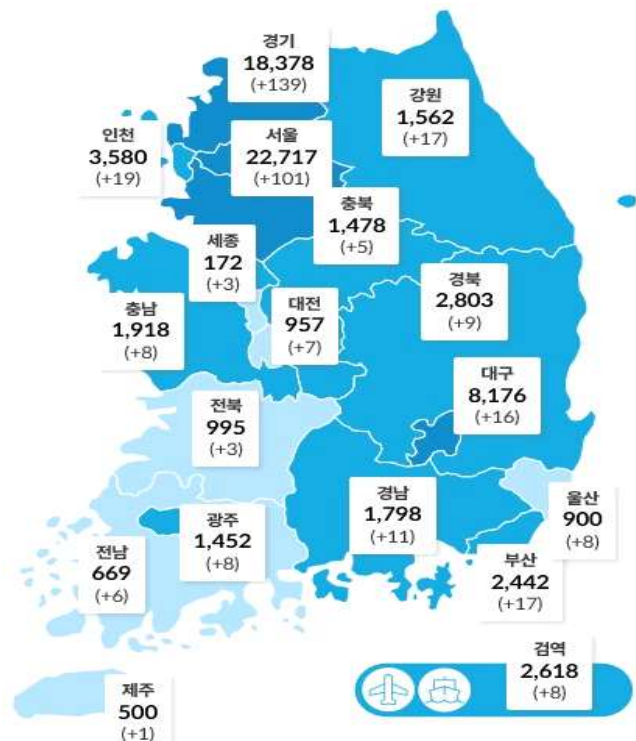 경기
18,378
(+139)
강원
1,562
(+17)
인천
3,580
(+19)
서울
22,717
(+101)
충북
1,478
(+5)
세종
172
(+3)
경북
2,803
(+9)
대전
957
(+7)
충남
1,918
(+8)
대구
8,176
(+16)
전북
995
(+3)
경남
1,798
(+11)
울산
900
(+8)
광주
1,452
(+8)
전남
669
(+6)
부산
2,442
(+17)
검역
2,618
(+8)
제주
500
(+1)